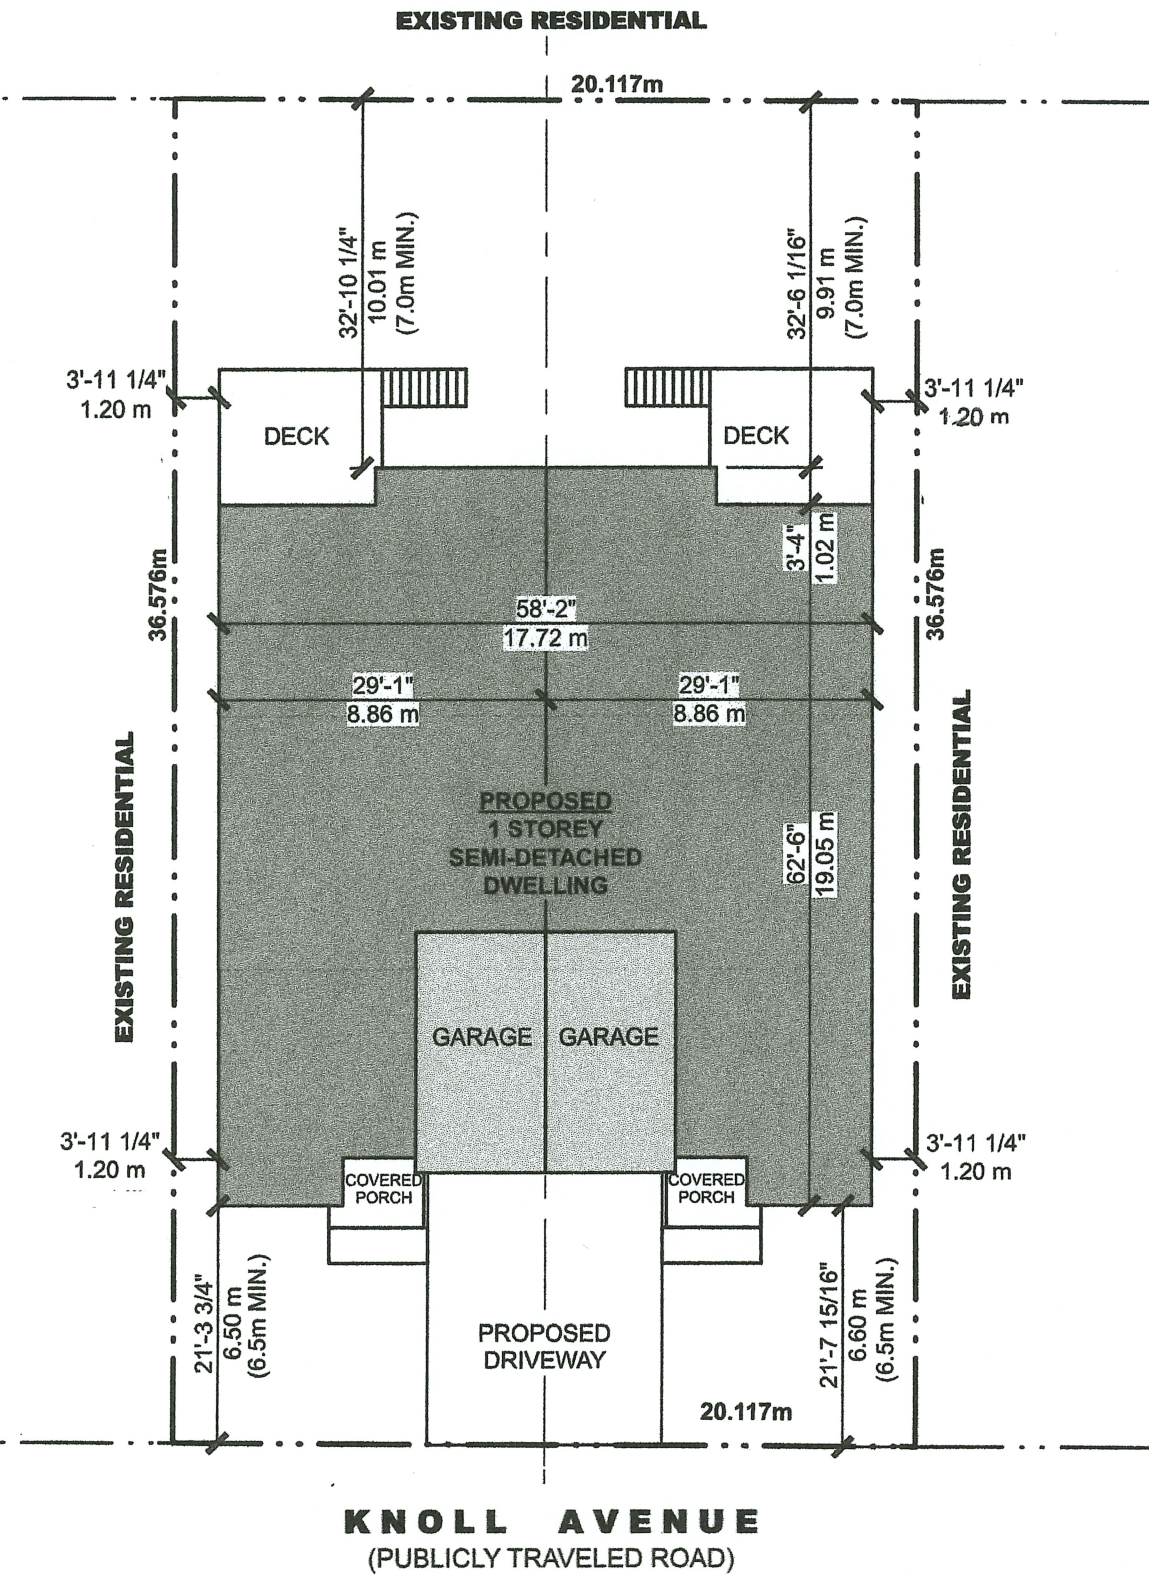 EXISTING RESIDENTIAL
20.117m
32'-10 1/4"
10.01 m
(7.0m MIN.)
32'-6 1/16"
9.91 m
(7.0m MIN.)
3'-11 1/4"
1.20 m
3'-11 1/4"
1.20 m
DECK
DECK
3'-4"
1.02 m
36.576m
36.576m
58'-2"
17.72 m
29'-1"
8.86 m
29'-1"
8.86 m
EXISTING RESIDENTIAL
PROPOSED
1 STOREY
SEMI-DETACHED
DWELLING
62'-6"
19.05 m
EXISTING RESIDENTIAL
GARAGE
GARAGE
3'-11 1/4"
1.20 m
3'-11 1/4"
1.20 m
COVERED
PORCH
COVERED
PORCH
21'-3 3/4"
6.50 m
(6.5m MIN.)
PROPOSED
DRIVEWAY
21'-7 15/16"
6.60 m
(6.5m MIN.)
20.117m
KNOLL AVENUE
(PUBLICLY TRAVELED ROAD)